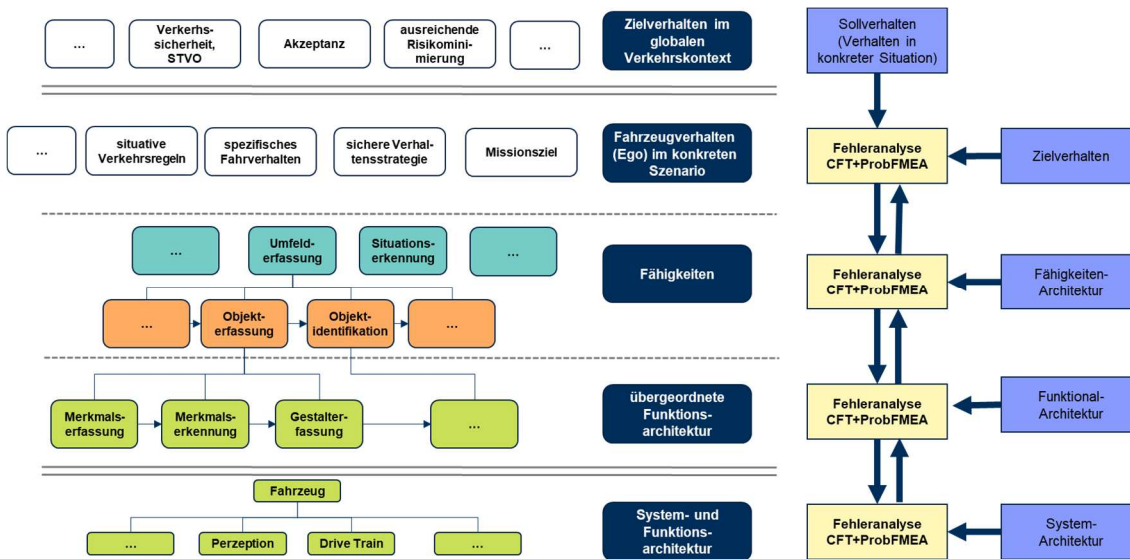 ...
Verkerhs-
sicherheit,
STVO
Akzeptanz
ausreichende
Risikomini-
mierung
...
Zielverhalten im
globalen
Verkehrskontext
Sollverhalten
(Verhalten in
konkreter Situation)
...
situative
Verkehrsregeln
spezifisches
Fahrverhalten
sichere Verhal-
tensstrategie
Missionsziel
Fahrzeugverhalten
(Ego) im konkreten
Szenario
Fehleranalyse
CFT+ProbFMEA
Zielverhalten
...
Umfeld-
erfassung
Situations-
erkennung
...
Fähigkeiten
Fehleranalyse
CFT+ProbFMEA
Fähigkeiten-
Architektur
...
Objekt-
erfassung
Objekt-
identifikation
...
Merkmals-
erfassung
Merkmals-
erkennung
Gestalter-
fassung
...
übergeordnete
Funktions-
architektur
Fehleranalyse
CFT+ProbFMEA
Funktional-
Architektur
Fahrzeug
...
Perzeption
Drive Train
...
System- und
Funktions-
architektur
Fehleranalyse
CFT+ProbFMEA
System-
Architektur